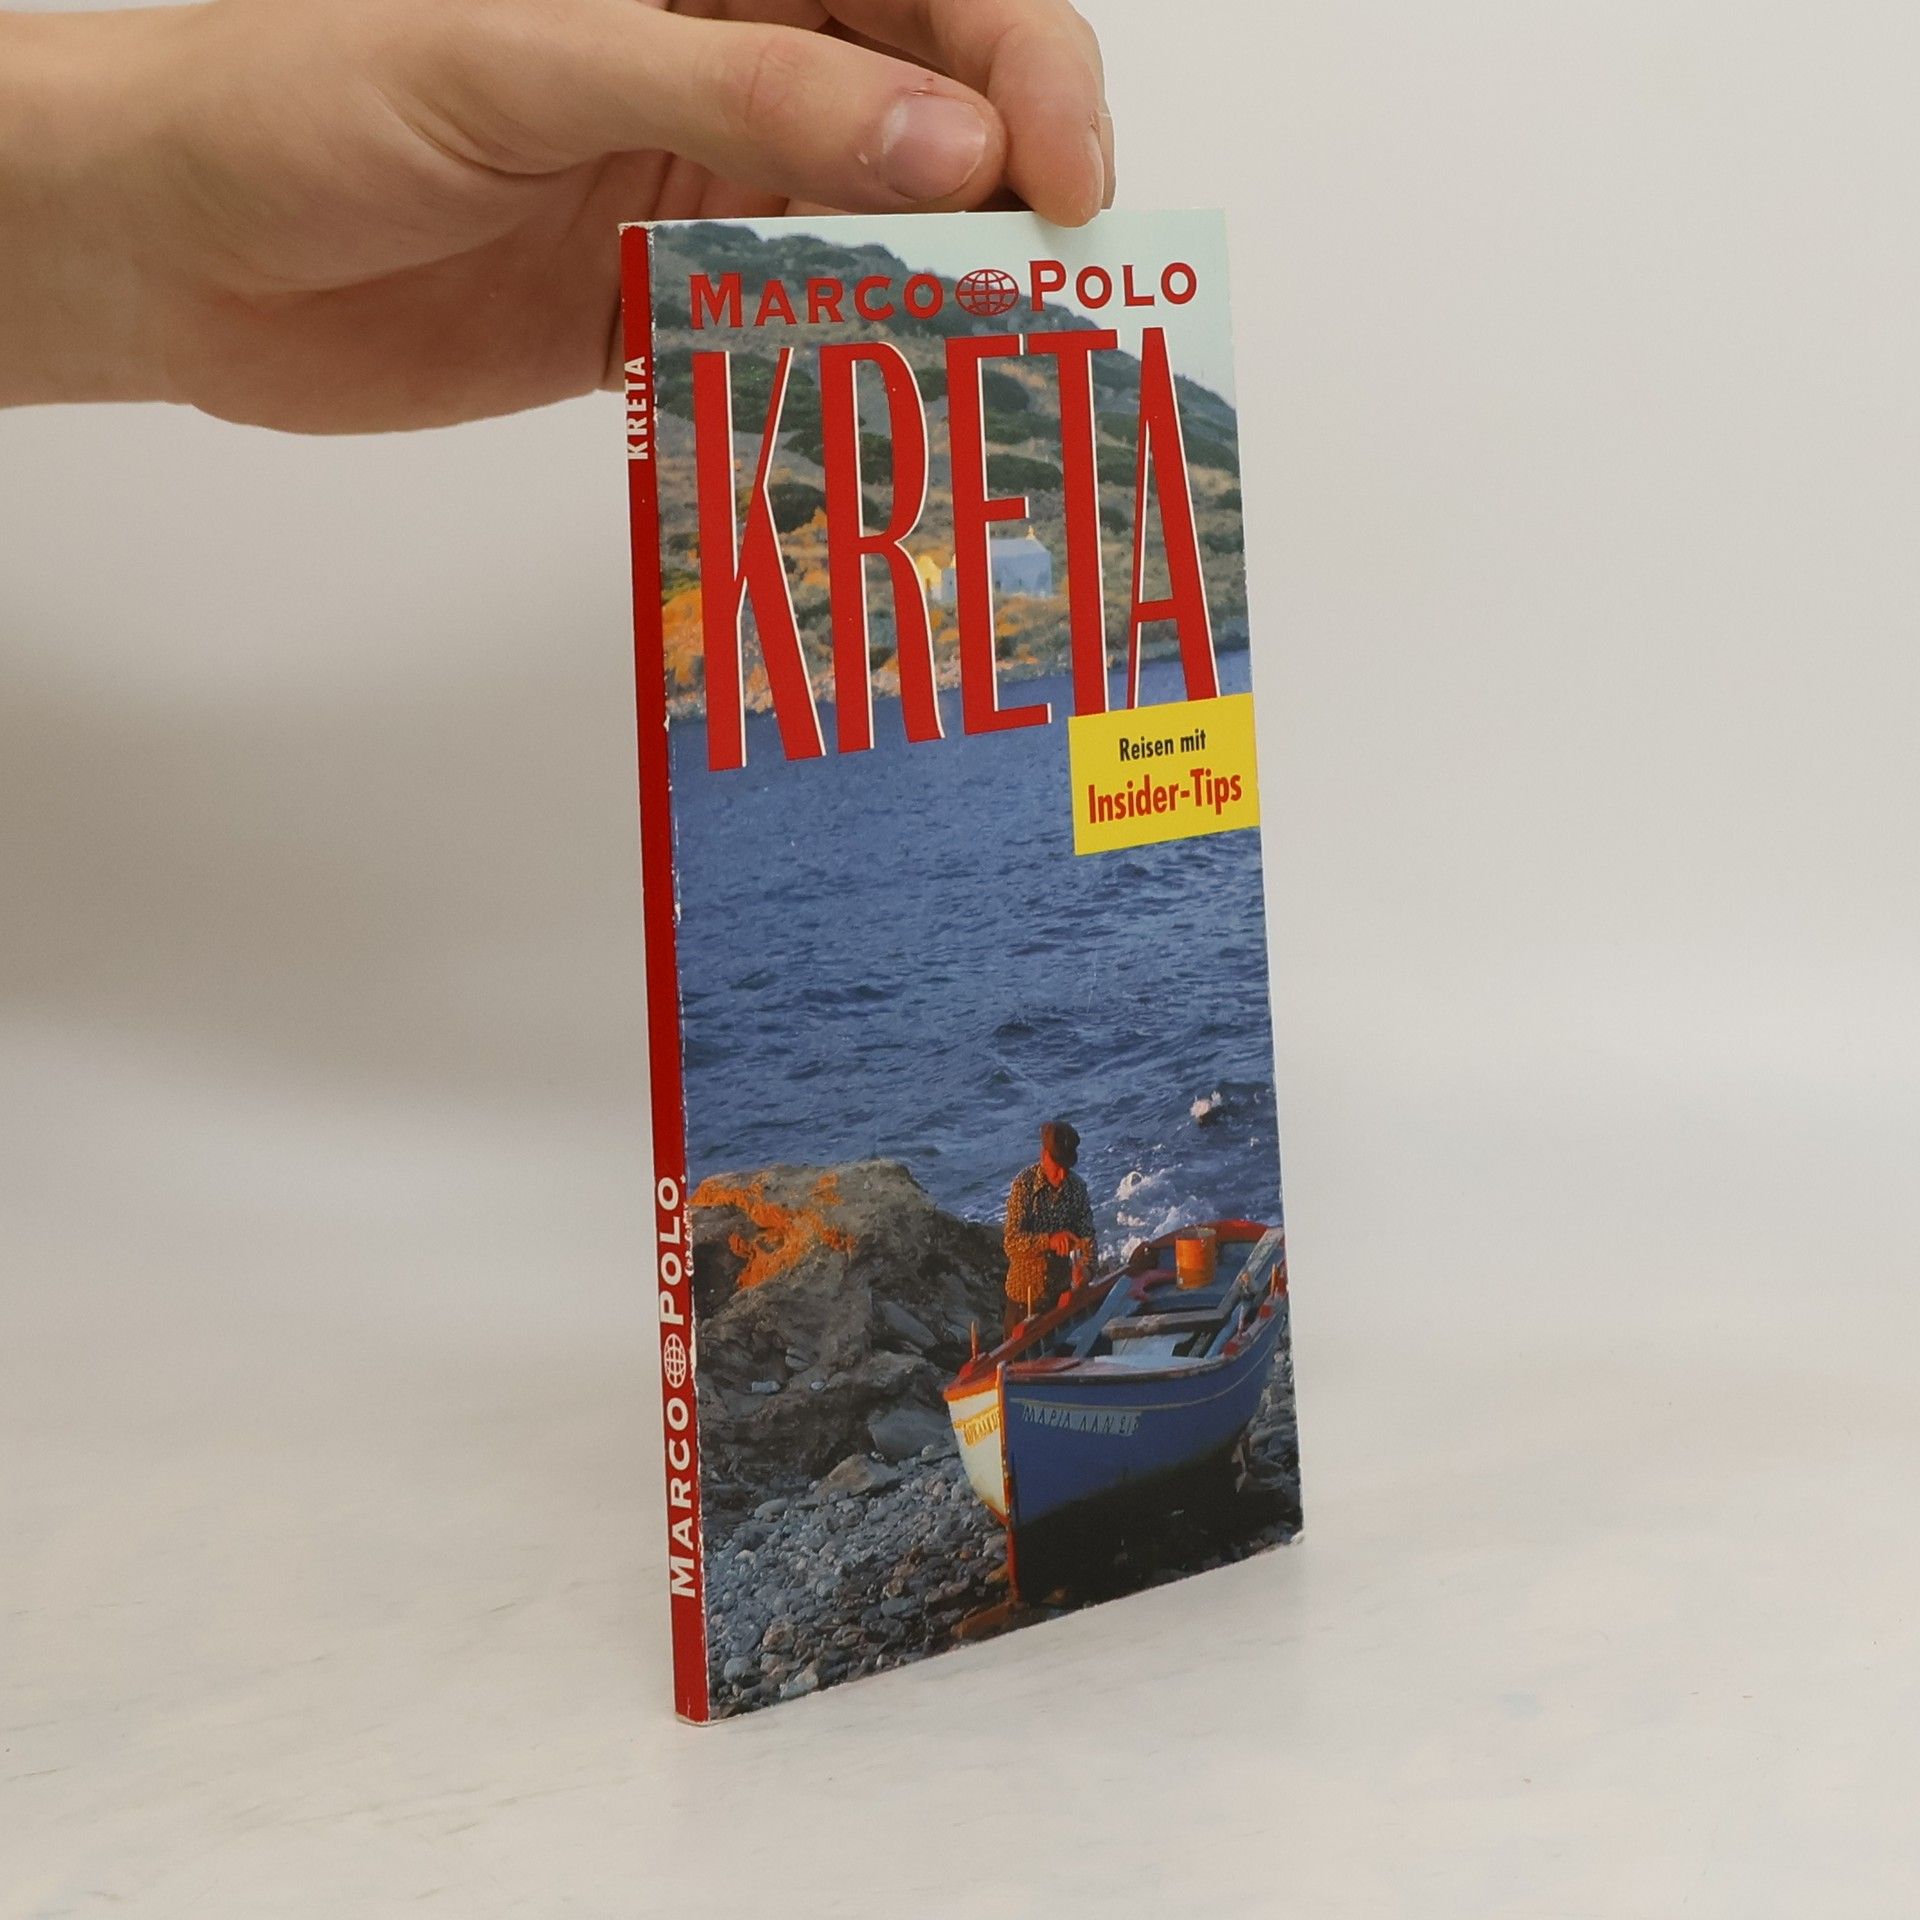 MARCO POLO
KRETA
Reisen mit
Insider-Tips
KRETA
MARCO POLO